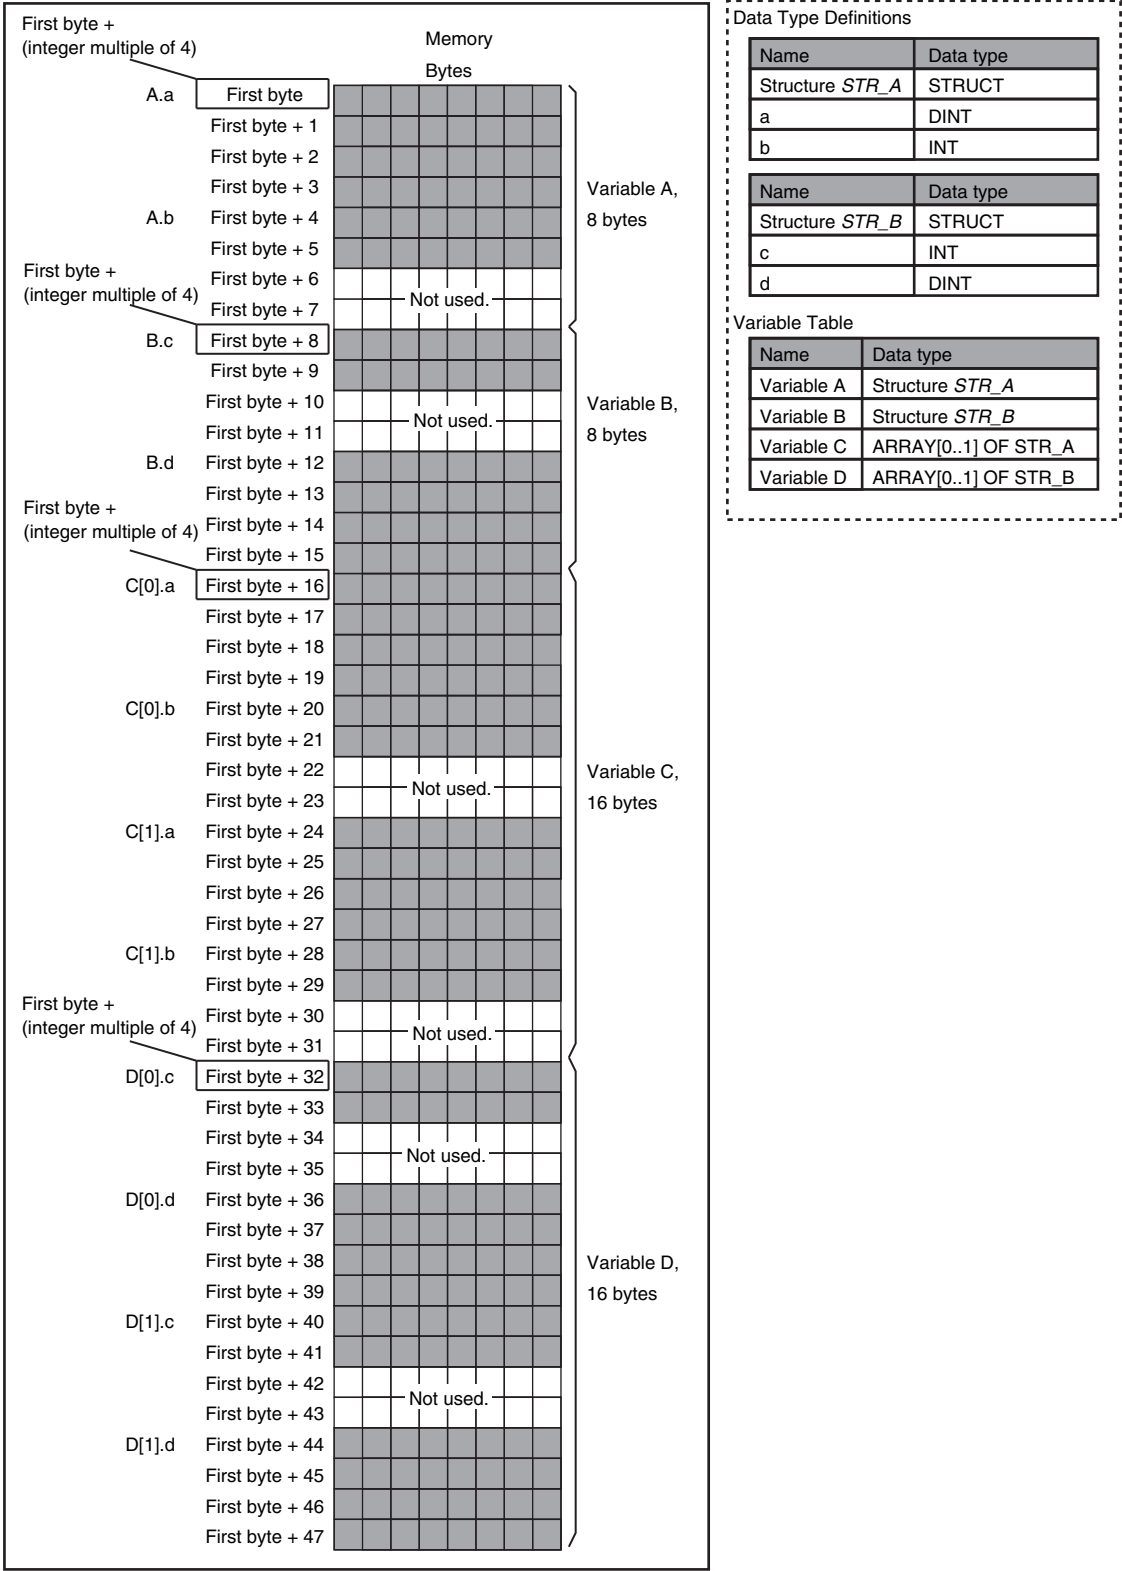 First byte +
(integer multiple of 4)
Memory
Bytes
A.a First byte
First byte + 1
First byte + 2
First byte + 3
A.b First byte + 4
First byte + 5
First byte + 6
First byte + 7
Not used.
Variable A,
8 bytes
First byte +
(integer multiple of 4)
B.c First byte + 8
First byte + 9
First byte + 10
First byte + 11
Not used.
B.d First byte + 12
First byte + 13
First byte + 14
First byte + 15
Variable B,
8 bytes
First byte +
(integer multiple of 4)
C[0].a First byte + 16
First byte + 17
First byte + 18
First byte + 19
C[0].b First byte + 20
First byte + 21
First byte + 22
First byte + 23
Not used.
C[1].a First byte + 24
First byte + 25
First byte + 26
First byte + 27
C[1].b First byte + 28
First byte + 29
First byte + 30
First byte + 31
Not used.
Variable C,
16 bytes
First byte +
(integer multiple of 4)
D[0].c First byte + 32
First byte + 33
First byte + 34
First byte + 35
Not used.
D[0].d First byte + 36
First byte + 37
First byte + 38
First byte + 39
D[1].c First byte + 40
First byte + 41
First byte + 42
First byte + 43
Not used.
D[1].d First byte + 44
First byte + 45
First byte + 46
First byte + 47
Variable D,
16 bytes
Data Type Definitions
Name Data type
Structure STR_A STRUCT
a DINT
b INT
Name Data type
Structure STR_B STRUCT
c INT
d DINT
Variable Table
Name Data type
Variable A Structure STR_A
Variable B Structure STR_B
Variable C ARRAY[0..1] OF STR_A
Variable D ARRAY[0..1] OF STR_B